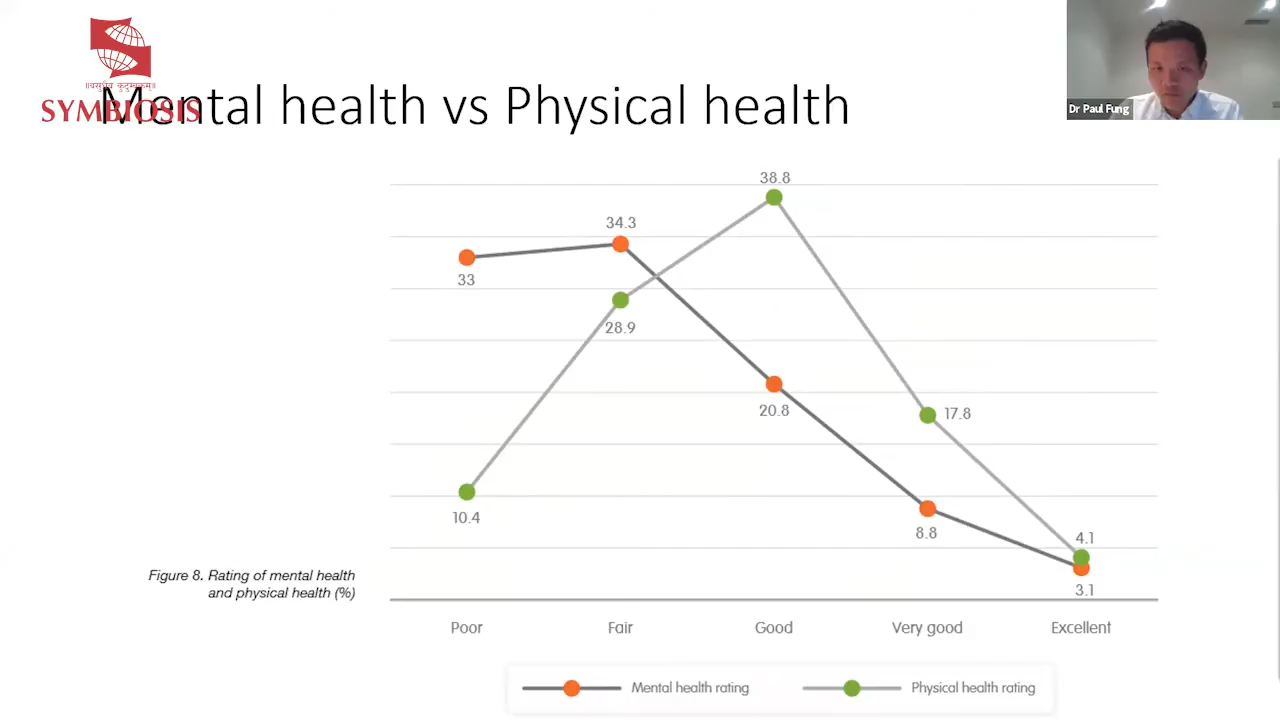 ॥वसुधैव कुटुम्बकम्॥
SYMBIOSIS
Mental health vs Physical health
Dr Paul Fung
38.8
34.3
33
28.9
20.8
17.8
10.4
8.8
4.1
3.1
Figure 8. Rating of mental health
and physical health (%)
Poor Fair Good Very good Excellent
Mental health rating Physical health rating